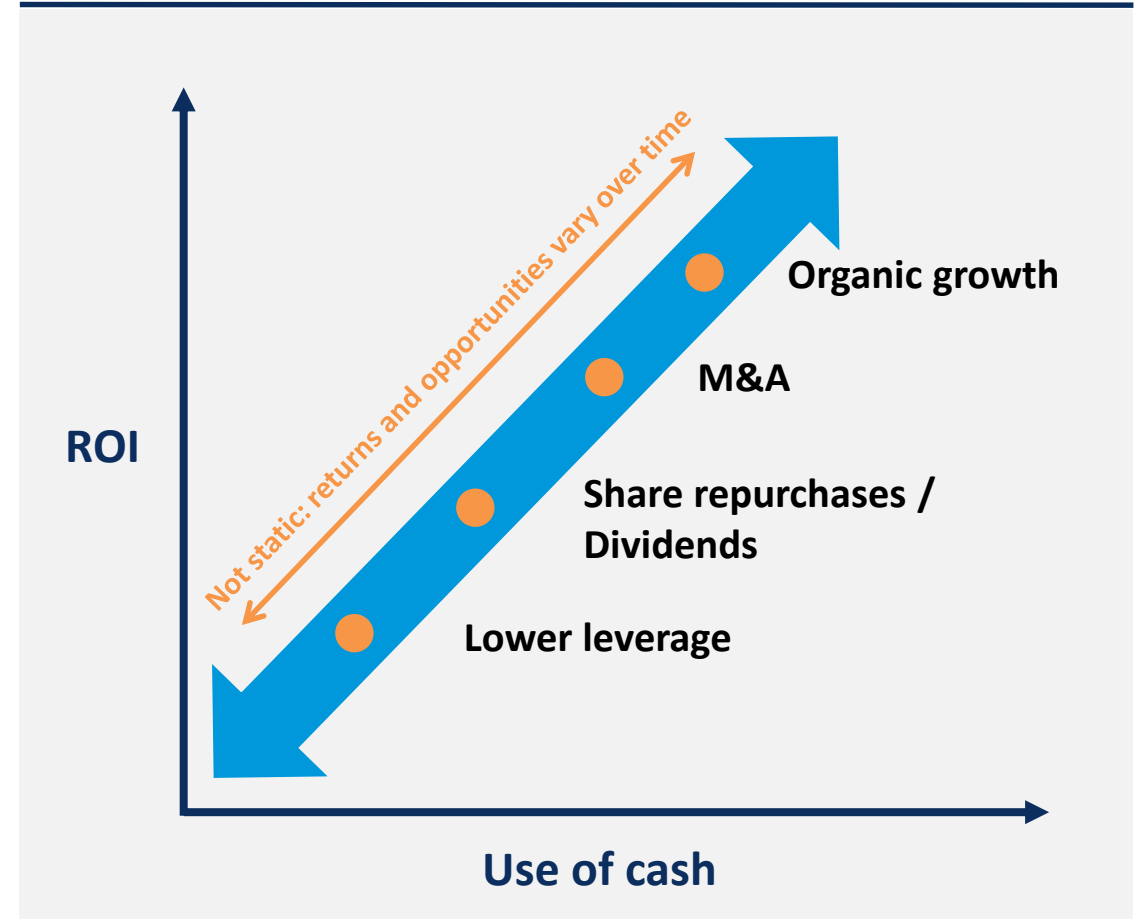 Not static: returns and opportunities vary over time
Organic growth
M&A
ROI
Share repurchases /
Dividends
Lower leverage
Use of cash